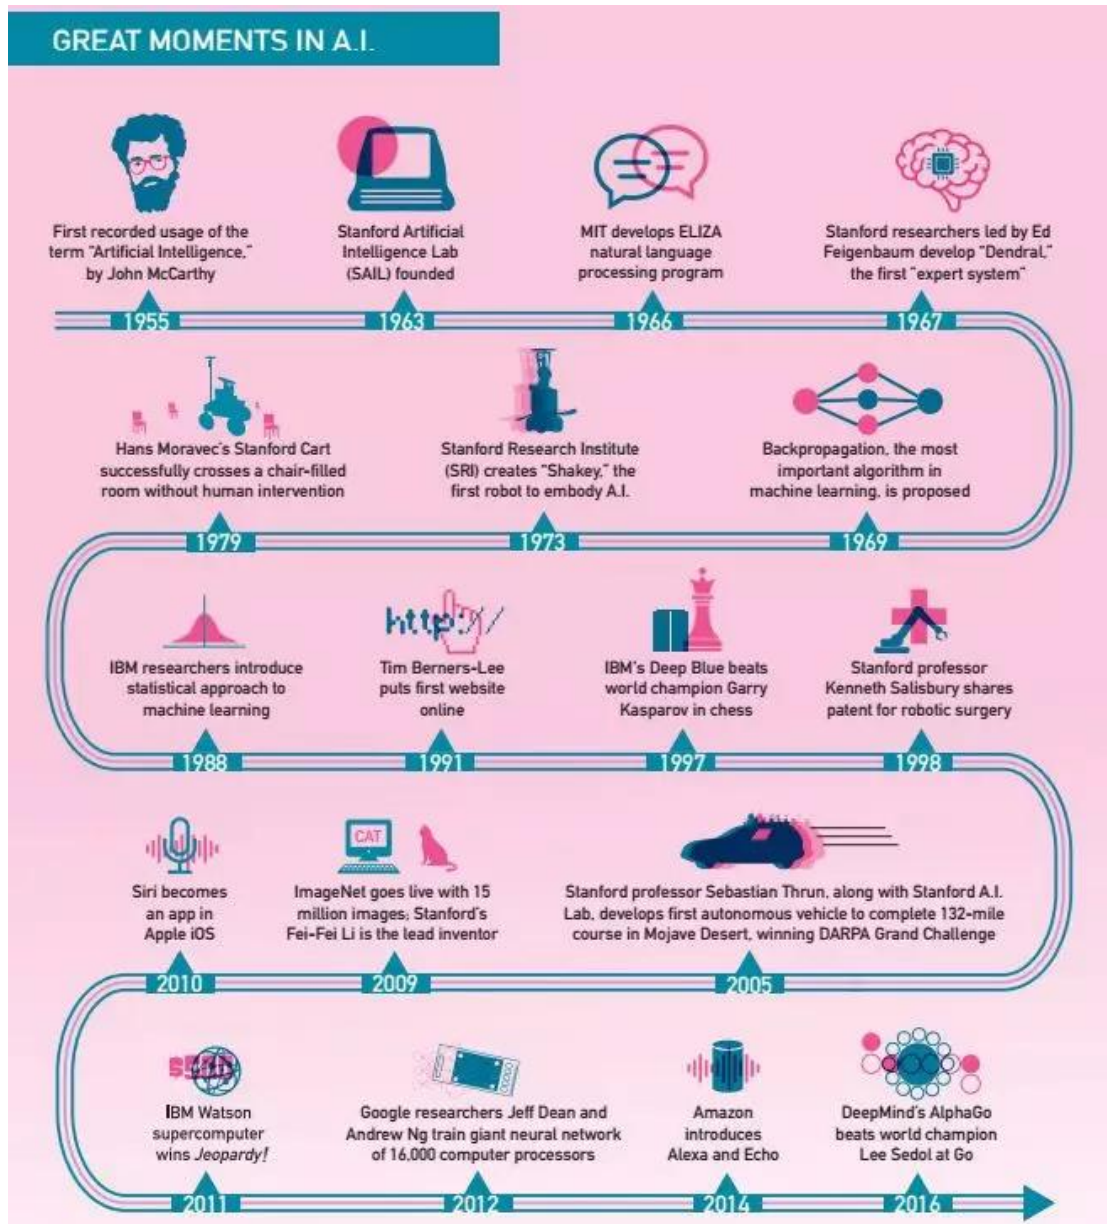 GREAT MOMENTS IN A.I.
First recorded usage of the
term "Artificial Intelligence,"
by John McCarthy
1955
Stanford Artificial
Intelligence Lab
(SAIL) founded
1963
MIT develops ELIZA
natural language
processing program
1966
Stanford researchers led by Ed
Feigenbaum develop "Dendral,"
the first "expert system"
1967
Backpropagation, the most
important algorithm in
machine learning, is proposed
1969
Stanford Research Institute
(SRI) creates "Shakey," the
first robot to embody A.I.
1973
Hans Moravec's Stanford Cart
successfully crosses a chair-filled
room without human intervention
1979
IBM researchers introduce
statistical approach to
machine learning
1988
http://
Tim Berners-Lee
puts first website
online
1991
IBM's Deep Blue beats
world champion Garry
Kasparov in chess
1997
Stanford professor
Kenneth Salisbury shares
patent for robotic surgery
1998
Stanford professor Sebastian Thrun, along with Stanford A.I.
Lab, develops first autonomous vehicle to complete 132-mile
course in Mojave Desert, winning DARPA Grand Challenge
2005
CAT
ImageNet goes live with 15
million images; Stanford's
Fei-Fei Li is the lead inventor
2009
Siri becomes
an app in
Apple iOS
2010
IBM Watson
supercomputer
wins Jeopardy!
2011
Google researchers Jeff Dean and
Andrew Ng train giant neural network
of 16,000 computer processors
2012
Amazon
introduces
Alexa and Echo
2014
DeepMind's AlphaGo
beats world champion
Lee Sedol at Go
2016